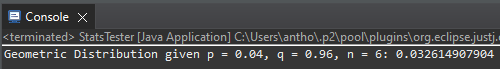 Console
<terminated> StatsTester [Java Application] C:\Users\antho\.p2\pool\plugins\org.eclipse.justj.
Geometric Distribution given p = 0.04, q = 0.96, n = 6: 0.032614907904